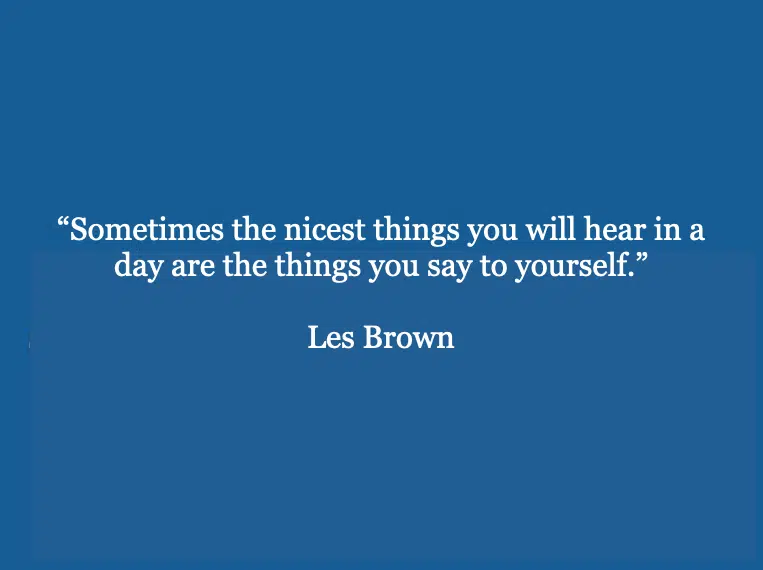 “Sometimes the nicest things you will hear in a
day are the things you say to yourself.”
Les Brown